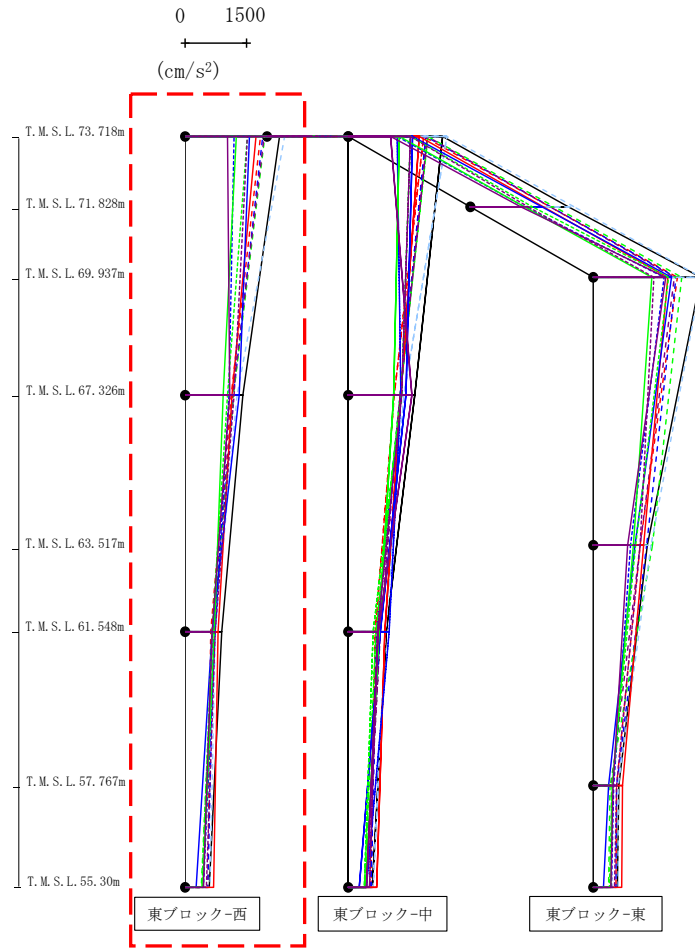 0 1500
(cm/s²)
T.M.S.L.73.718m
T.M.S.L.71.828m
T.M.S.L.69.937m
T.M.S.L.67.326m
T.M.S.L.63.517m
T.M.S.L.61.548m
T.M.S.L.57.767m
T.M.S.L.55.30m
東ブロック-西 東ブロック-中 東ブロック-東